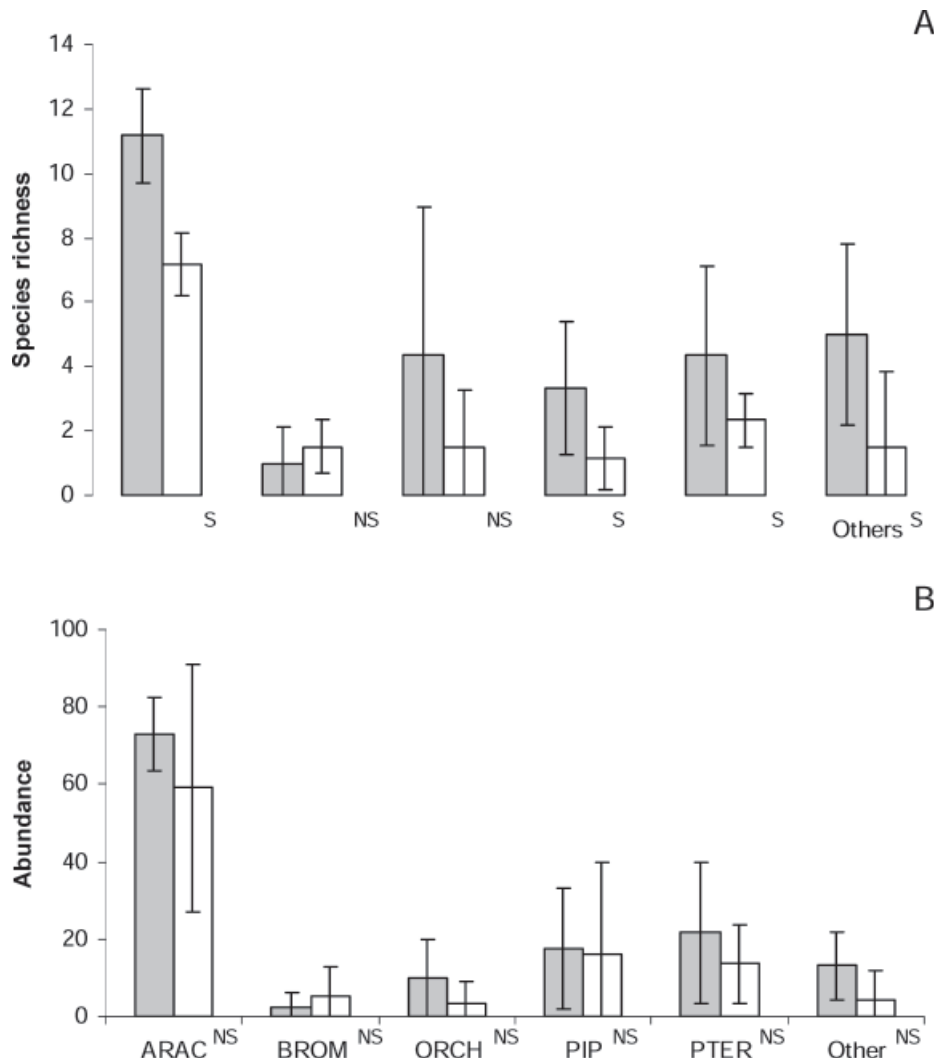 A
Species richness
14
12
10
8
6
4
2
0
S NS NS S S Others S
B
Abundance
100
80
60
40
20
0
ARAC NS BROM NS ORCH NS PIP NS PTER NS Other NS